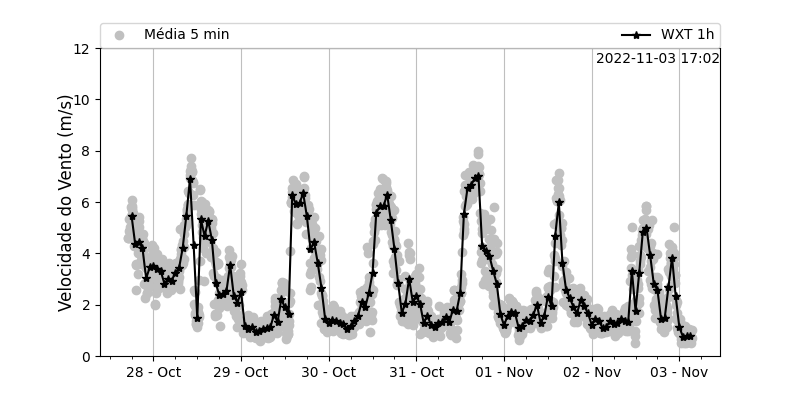 Média 5 min
WXT 1h
2022-11-03 17:02
Velocidade do Vento (m/s)
12
10
8
6
4
2
0
28 - Oct
29 - Oct
30 - Oct
31 - Oct
01 - Nov
02 - Nov
03 - Nov